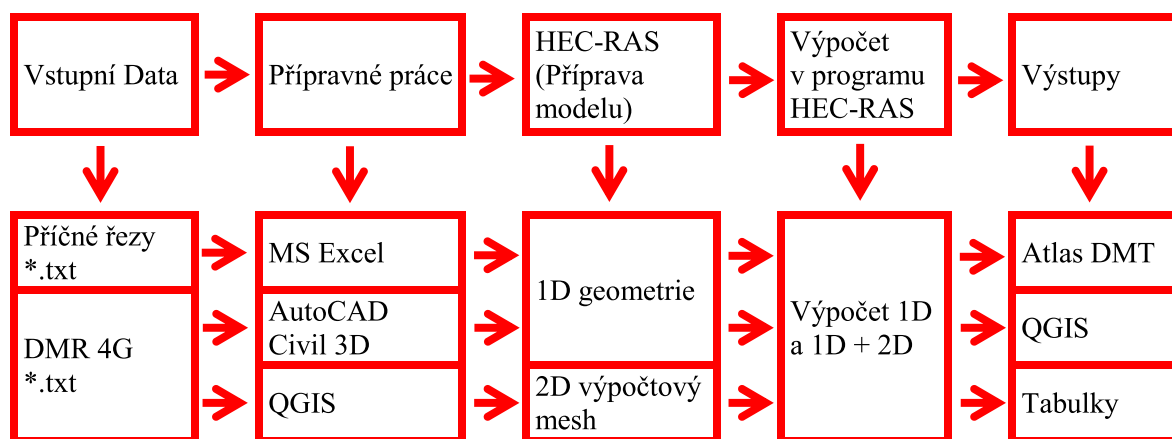 Vstupní Data
Přípravné práce
HEC-RAS
(Příprava
modelu)
Výpočet
v programu
HEC-RAS
Výstupy
Příčné řezy
*.txt
DMR 4G
*.txt
MS Excel
AutoCAD
Civil 3D
QGIS
1D geometrie
2D výpočtový
mesh
Výpočet 1D
a 1D + 2D
Atlas DMT
QGIS
Tabulky